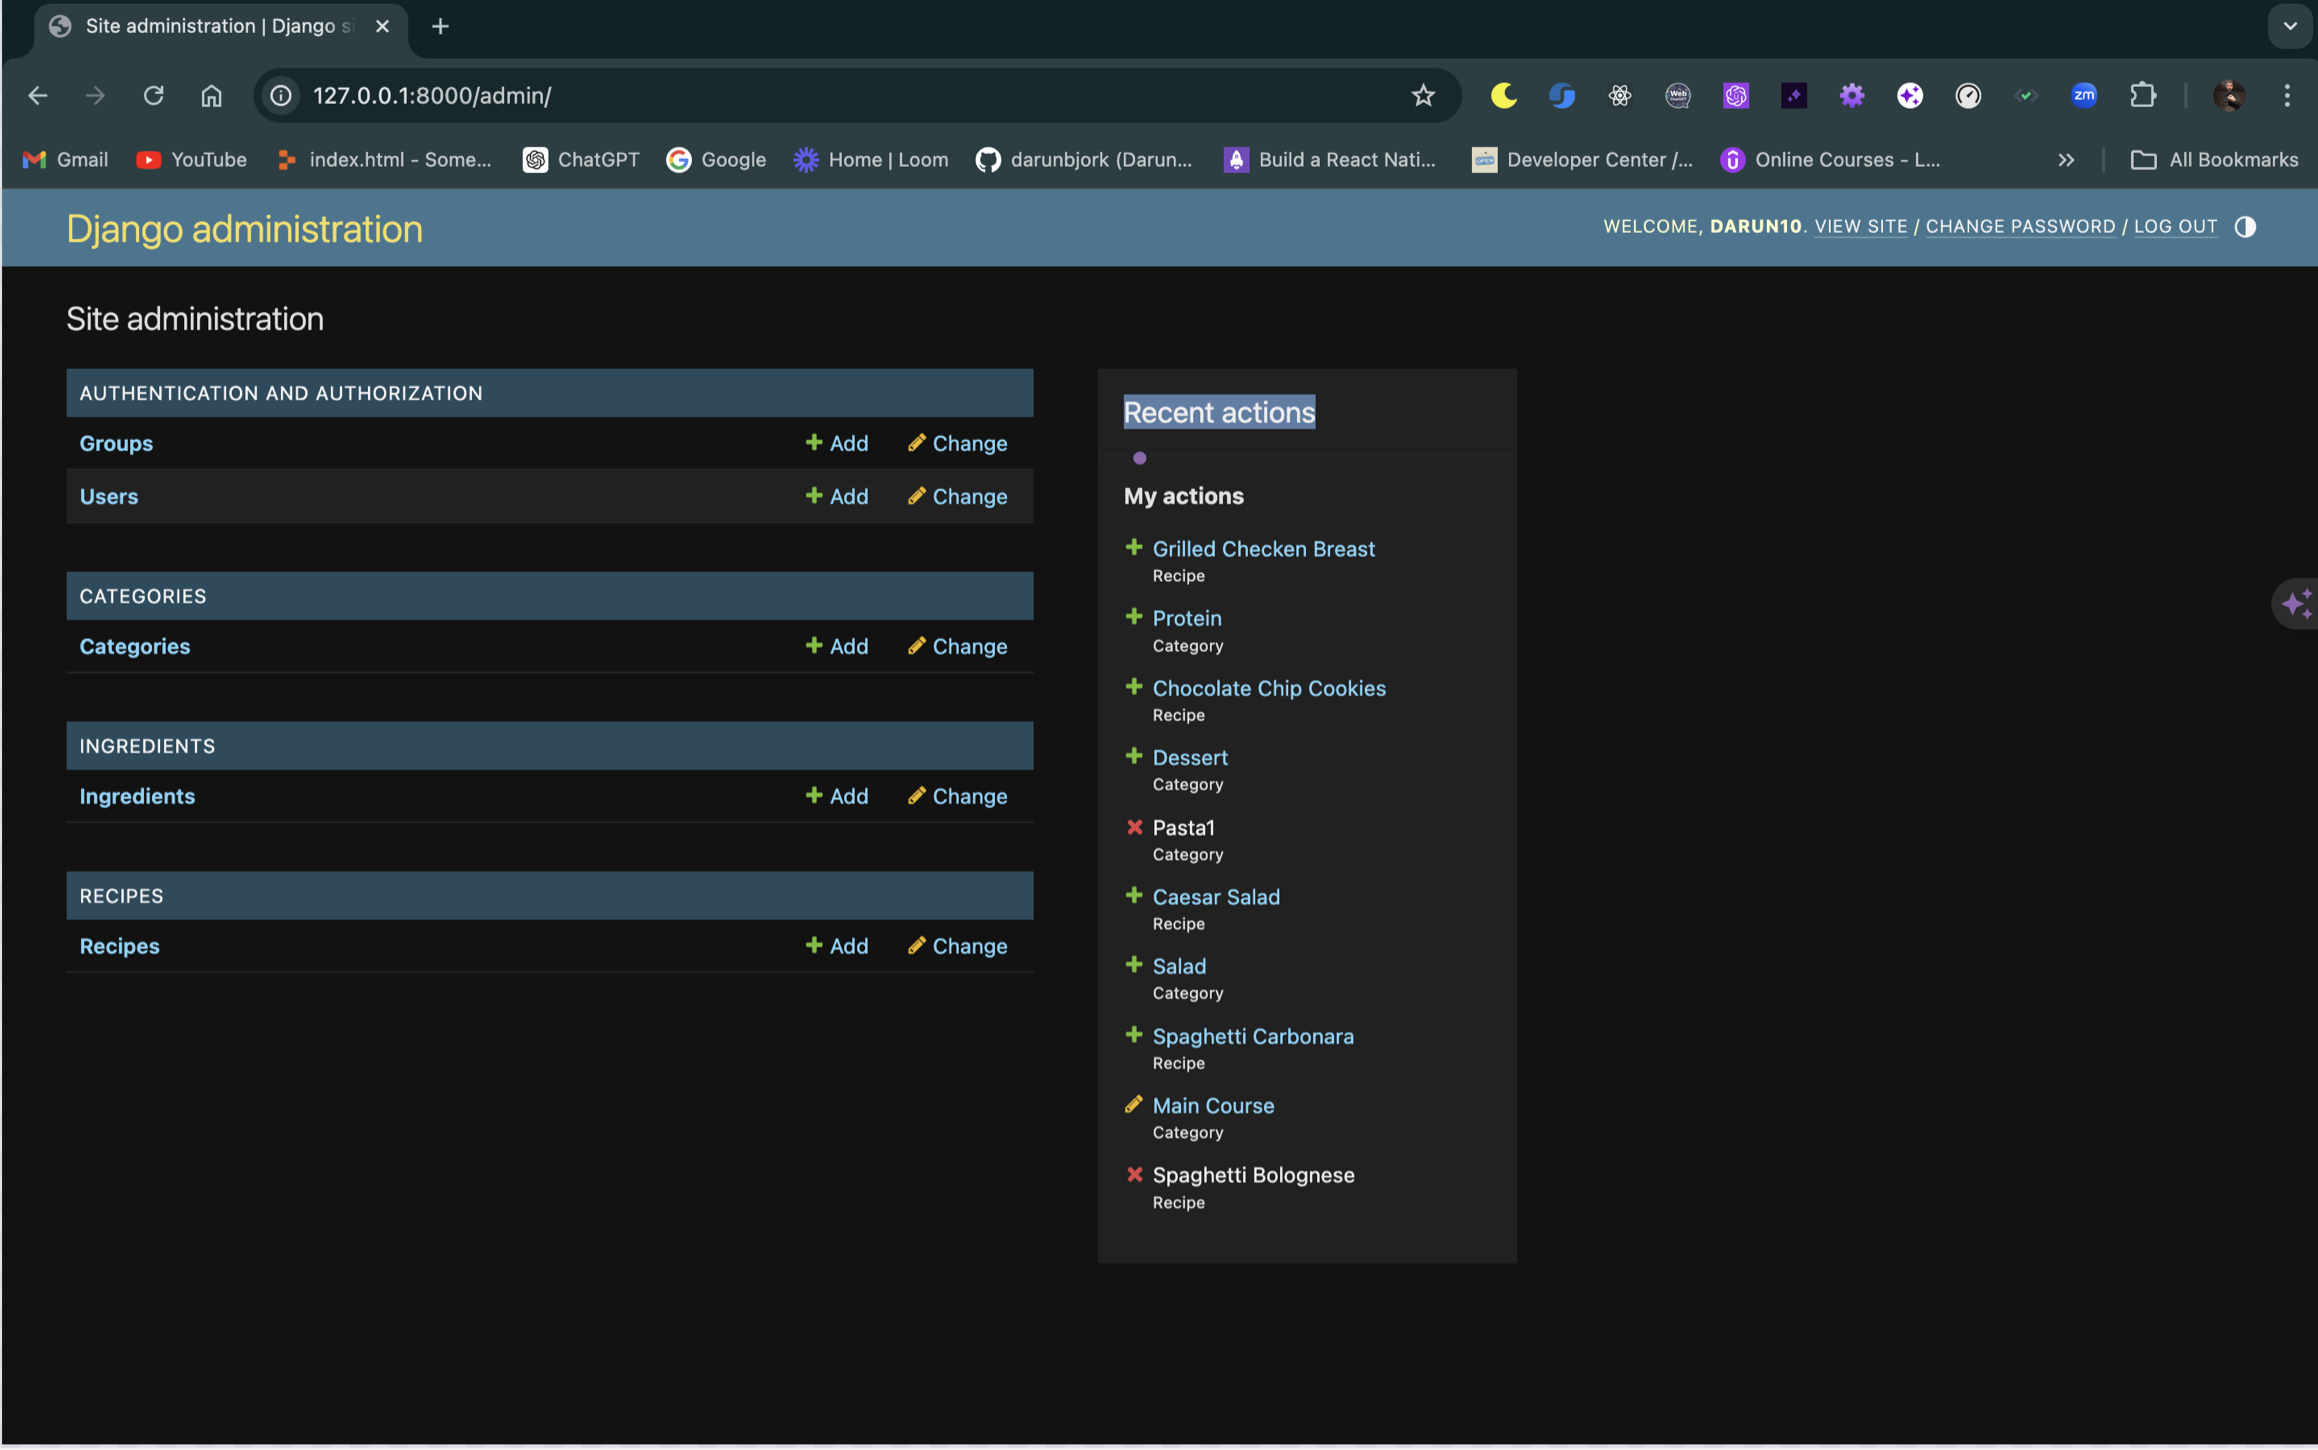 Site administration | Django si
127.0.0.1:8000/admin/
zm
Gmail
YouTube
index.html - Some...
ChatGPT
Google
Home | Loom
darunbjork (Darun...
Build a React Nati...
Developer Center /...
Online Courses - L...
All Bookmarks
Django administration
WELCOME, DARUN10. VIEW SITE / CHANGE PASSWORD / LOG OUT
Site administration
AUTHENTICATION AND AUTHORIZATION
Groups Add Change
Users Add Change
CATEGORIES
Categories Add Change
INGREDIENTS
Ingredients Add Change
RECIPES
Recipes Add Change
Recent actions
My actions
Grilled Checken Breast
Recipe
Protein
Category
Chocolate Chip Cookies
Recipe
Dessert
Category
Pasta1
Category
Caesar Salad
Recipe
Salad
Category
Spaghetti Carbonara
Recipe
Main Course
Category
Spaghetti Bolognese
Recipe